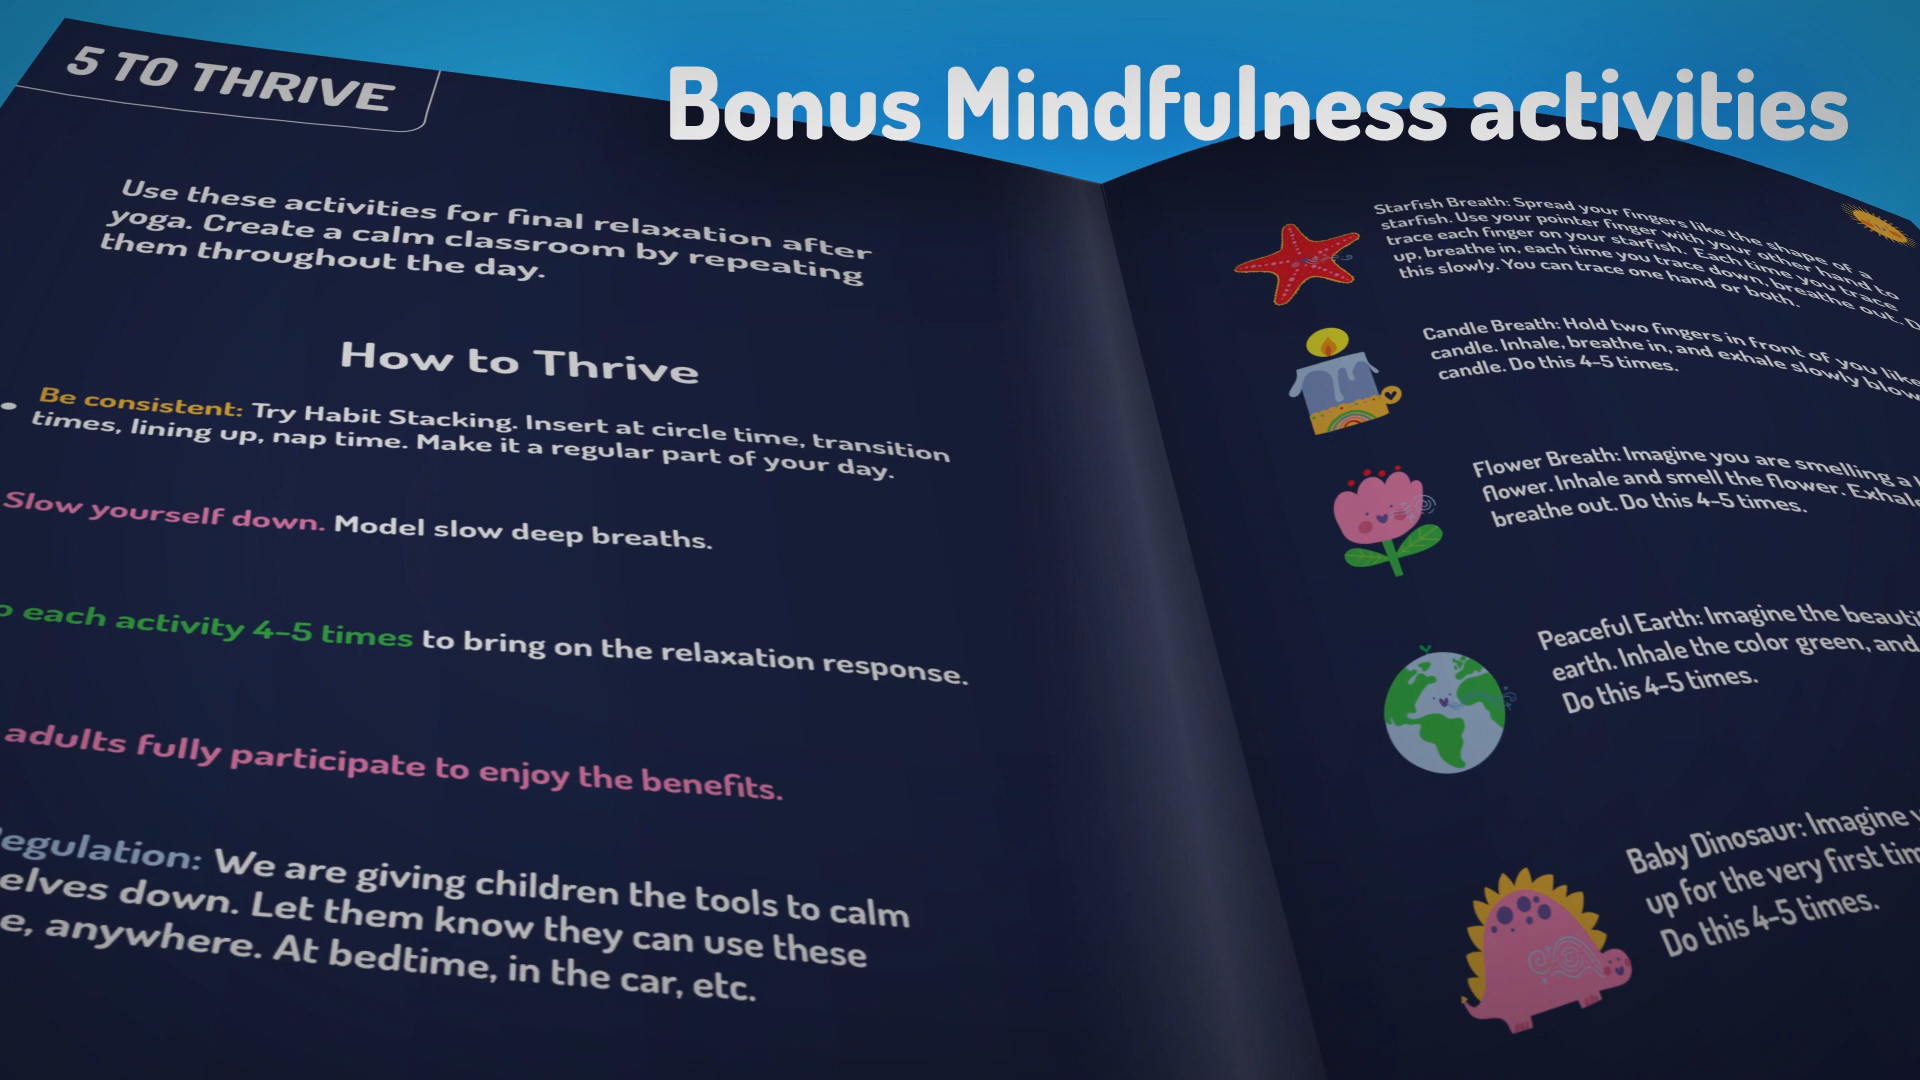 Bonus Mindfulness activities
5 TO THRIVE
Use these activities for final relaxation after
yoga. Create a calm classroom by repeating
them throughout the day.
How to Thrive
• Be consistent: Try Habit Stacking. Insert at circle time, transition
times, lining up, nap time. Make it a regular part of your day.
Slow yourself down. Model slow deep breaths.
each activity 4-5 times to bring on the relaxation response.
adults fully participate to enjoy the benefits.
We are giving children the tools to calm
down. Let them know they can use these
anywhere. At bedtime, in the car, etc.
Starfish Breath: Spread your fingers like the shape of a
starfish. Use your pointer finger with your other hand to
trace each finger on your starfish. Each time you trace
up, breathe in, each time you trace down, breathe out.
this slowly. You can trace one hand or both.
Candle Breath: Hold two fingers in front of you like
candle. Inhale, breathe in, and exhale slowly
candle. Do this 4-5 times.
Flower Breath: Imagine you are smelling a
flower. Inhale and smell the flower.
breathe out. Do this 4-5 times.
Peaceful Earth: Imagine the
earth. Inhale the color green, and
Do this 4-5 times.
Baby Dinosaur: Imagine
up for the very first
Do this 4-5 times.